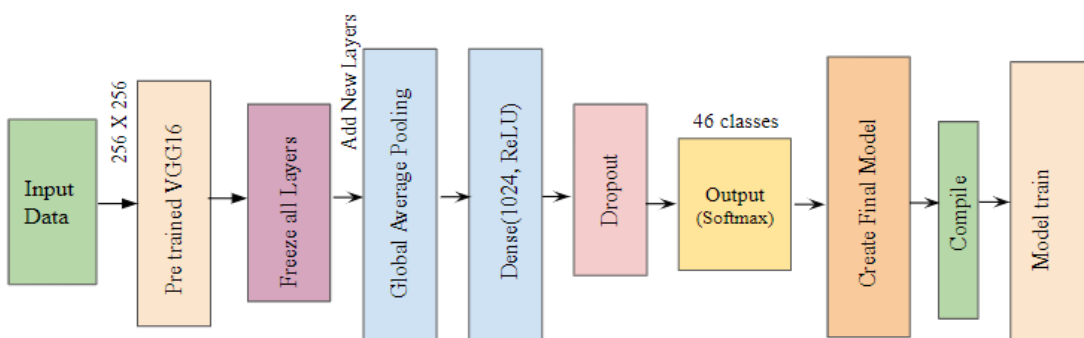 Input
Data
256 X 256
Pre trained VGG16
Freeze all Layers
Add New Layers
Global Average Pooling
Dense(1024, ReLU)
Dropout
46 classes
Output
(Softmax)
Create Final Model
Compile
Model train